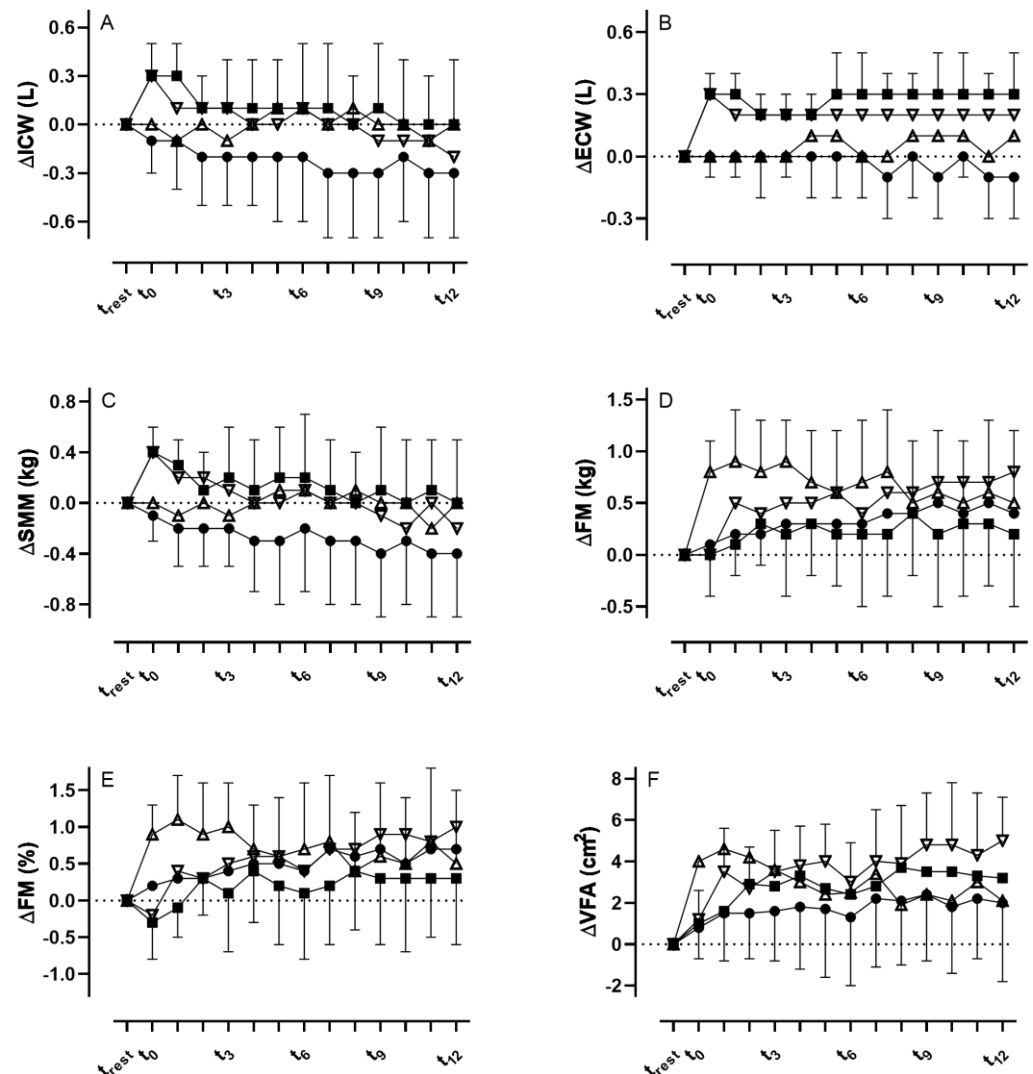 A
ΔICW (L)
0.6
0.3
0.0
-0.3
-0.6
t_rest t_0 t_3 t_6 t_9 t_12
B
ΔECW (L)
0.6
0.3
0.0
-0.3
t_rest t_0 t_3 t_6 t_9 t_12
C
ΔSMM (kg)
0.8
0.4
0.0
-0.4
-0.8
t_rest t_0 t_3 t_6 t_9 t_12
D
ΔFM (kg)
1.5
1.0
0.5
0.0
-0.5
t_rest t_0 t_3 t_6 t_9 t_12
E
ΔFM (%)
1.5
1.0
0.5
0.0
-0.5
-1.0
t_rest t_0 t_3 t_6 t_9 t_12
F
ΔVFA (cm²)
8
6
4
2
0
-2
t_rest t_0 t_3 t_6 t_9 t_12